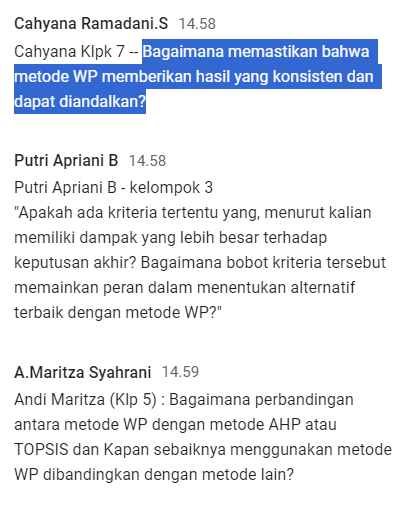 Cahyana Ramadani.S 14.58
Cahyana Klpk 7 -- Bagaimana memastikan bahwa
metode WP memberikan hasil yang konsisten dan
dapat diandalkan?
Putri Apriani B 14.58
Putri Apriani B - kelompok 3
"Apakah ada kriteria tertentu yang, menurut kalian
memiliki dampak yang lebih besar terhadap
keputusan akhir? Bagaimana bobot kriteria tersebut
memainkan peran dalam menentukan alternatif
terbaik dengan metode WP?"
A.Maritza Syahrani 14.59
Andi Maritza (Klp 5) : Bagaimana perbandingan
antara metode WP dengan metode AHP atau
TOPSIS dan Kapan sebaiknya menggunakan metode
WP dibandingkan dengan metode lain?